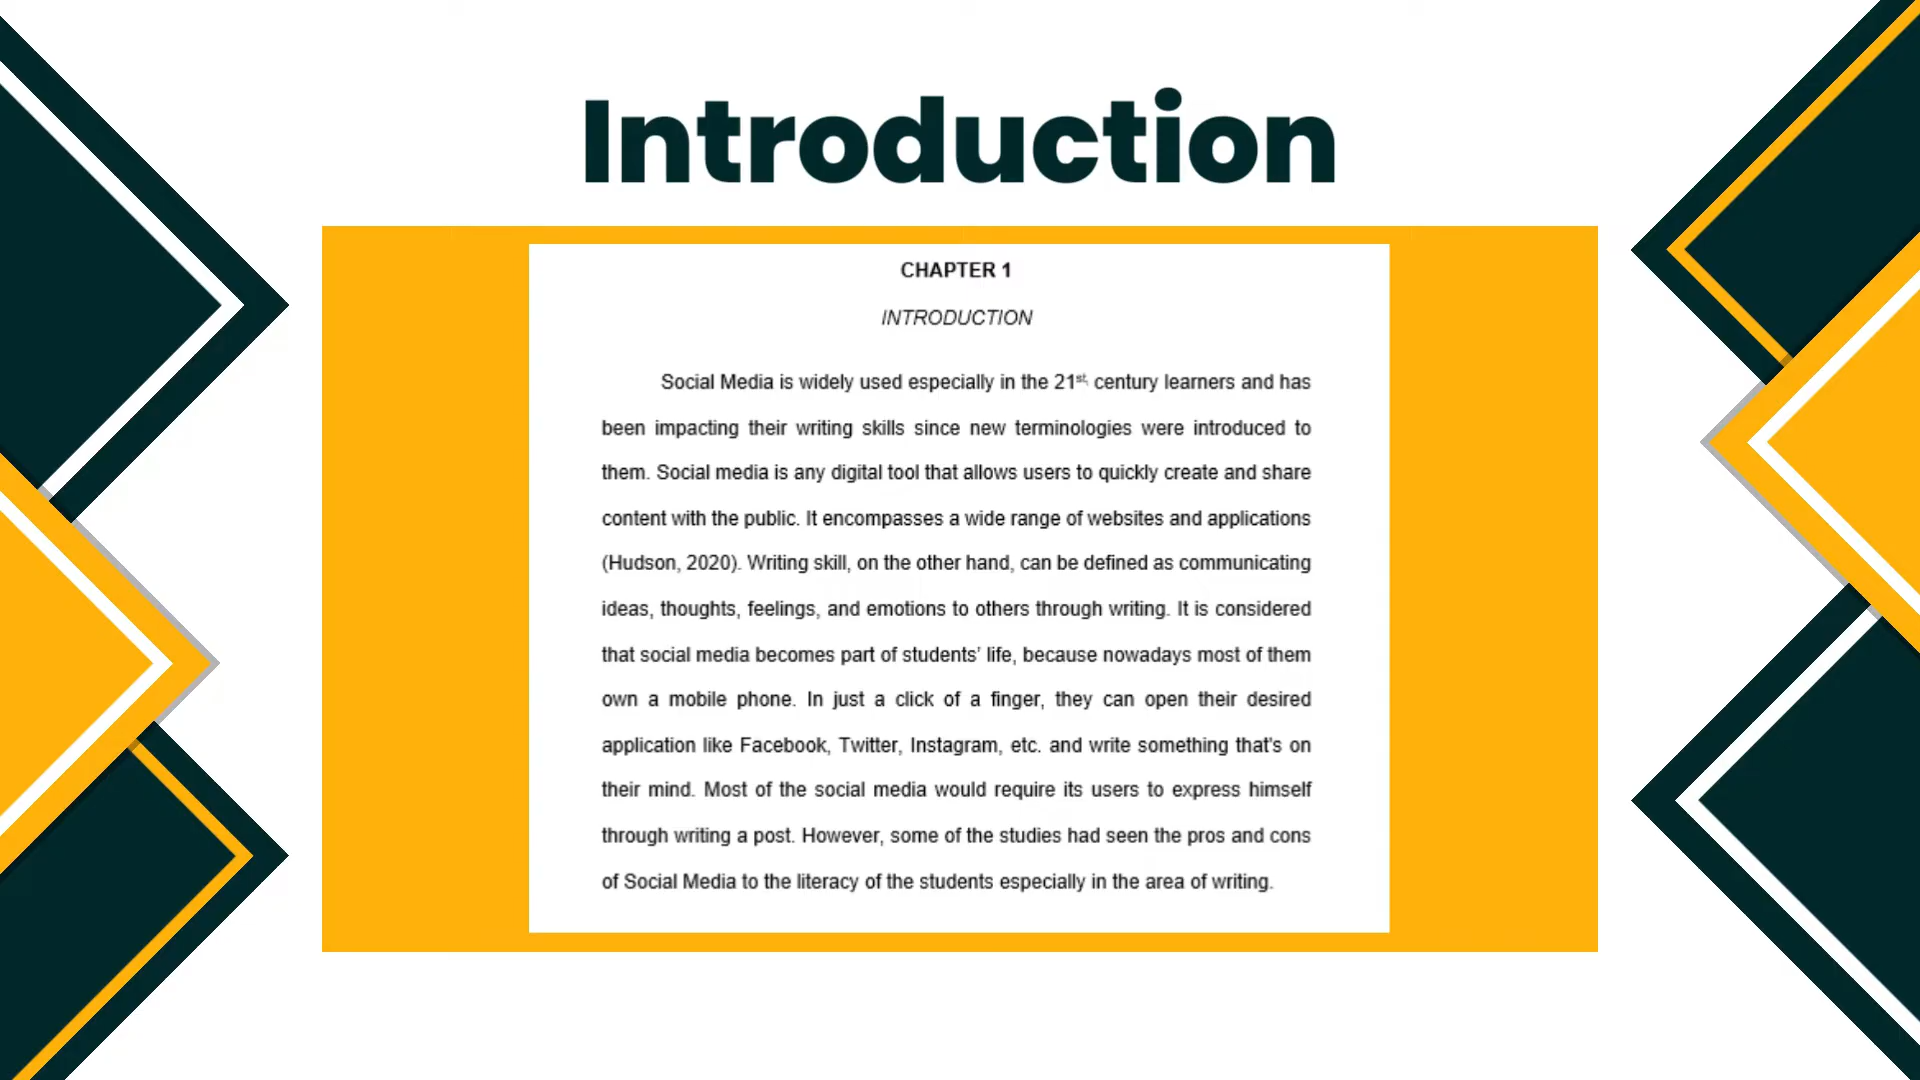 Introduction
CHAPTER 1
INTRODUCTION
Social Media is widely used especially in the 21st, century learners and has
been impacting their writing skills since new terminologies were introduced to
them. Social media is any digital tool that allows users to quickly create and share
content with the public. It encompasses a wide range of websites and applications
(Hudson, 2020). Writing skill, on the other hand, can be defined as communicating
ideas, thoughts, feelings, and emotions to others through writing. It is considered
that social media becomes part of students' life, because nowadays most of them
own a mobile phone. In just a click of a finger, they can open their desired
application like Facebook, Twitter, Instagram, etc. and write something that's on
their mind. Most of the social media would require its users to express himself
through writing a post. However, some of the studies had seen the pros and cons
of Social Media to the literacy of the students especially in the area of writing.